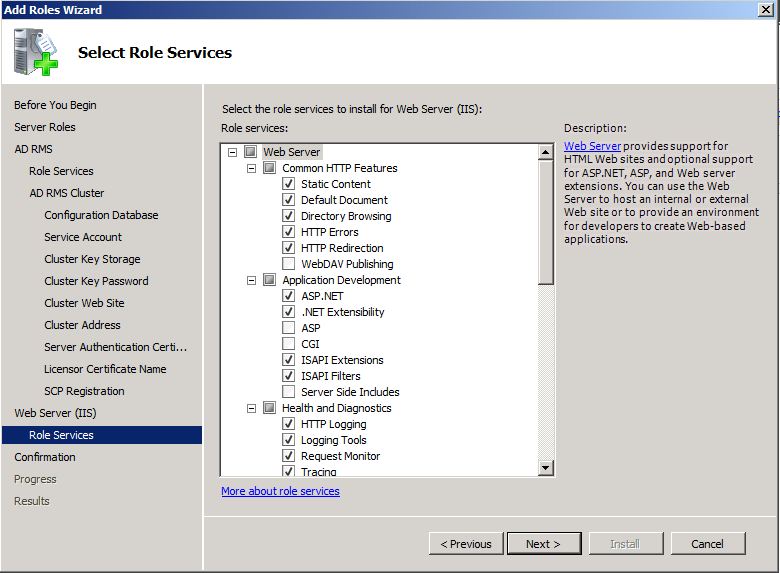 Add Roles Wizard
Select Role Services
Before You Begin
Server Roles
AD RMS
Role Services
AD RMS Cluster
Configuration Database
Service Account
Cluster Key Storage
Cluster Key Password
Cluster Web Site
Cluster Address
Server Authentication Certi...
Licensor Certificate Name
SCP Registration
Web Server (IIS)
Role Services
Confirmation
Progress
Results
Select the role services to install for Web Server (IIS):
Role services:
Web Server
Common HTTP Features
Static Content
Default Document
Directory Browsing
HTTP Errors
HTTP Redirection
WebDAV Publishing
Application Development
ASP.NET
.NET Extensibility
ASP
CGI
ISAPI Extensions
ISAPI Filters
Server Side Includes
Health and Diagnostics
HTTP Logging
Logging Tools
Request Monitor
Tracing
More about role services
Description:
Web Server provides support for
HTML Web sites and optional support
for ASP.NET, ASP, and Web server
extensions. You can use the Web
Server to host an internal or external
Web site or to provide an environment
for developers to create Web-based
applications.
< Previous
Next >
Install
Cancel